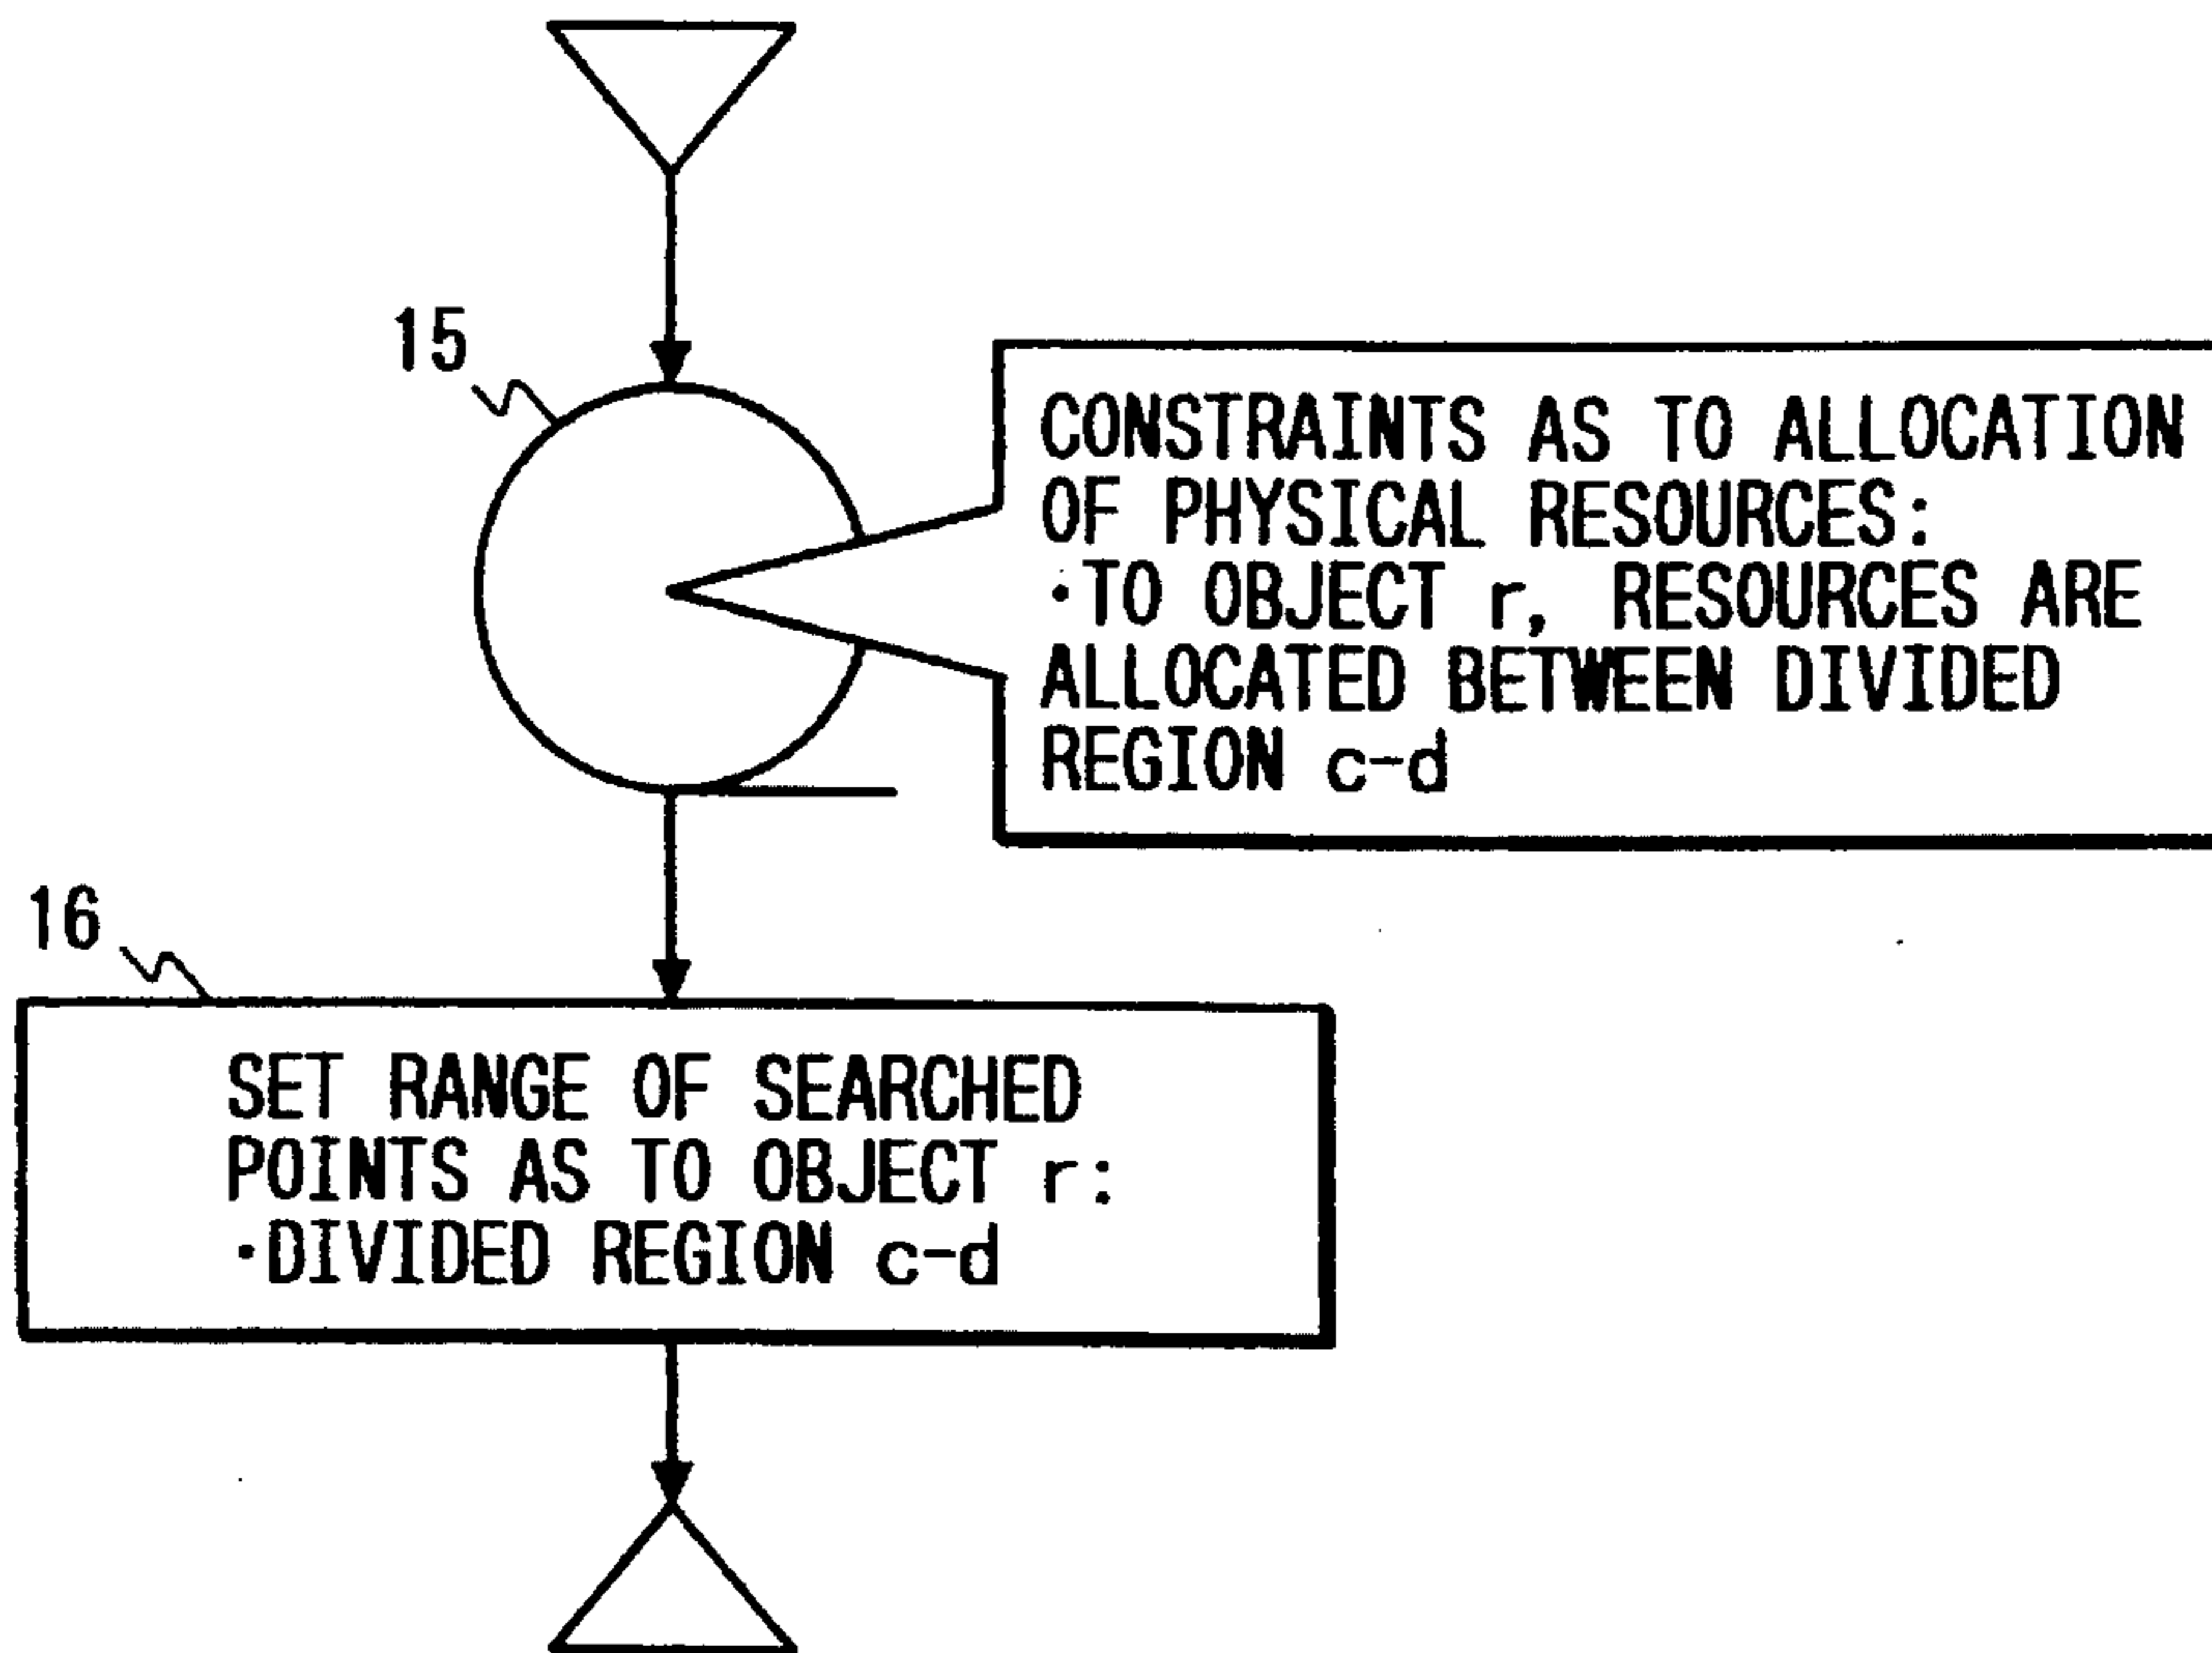 15
CONSTRAINTS AS TO ALLOCATION
OF PHYSICAL RESOURCES:
·TO OBJECT r, RESOURCES ARE
ALLOCATED BETWEEN DIVIDED
REGION c-d
16
SET RANGE OF SEARCHED
POINTS AS TO OBJECT r:
·DIVIDED REGION c-d